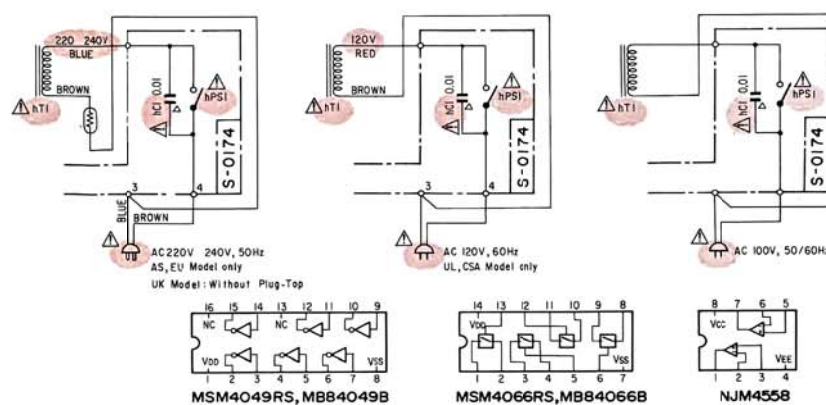 220 240V
BLUE
BROWN
hT1
hC1 0.01
hPS1
S-0174
3
4
BLUE
BROWN
AC220V 240V, 50Hz
AS, EU Model only
UK Model: Without Plug-Top
120V
RED
BROWN
hT1
hC1 0.01
hPS1
S-0174
3
4
AC 120V, 60Hz
UL, CSA Model only
hT1
hC1 0.01
hPS1
S-0174
3
4
AC 100V, 50/60Hz
16 15 14 13 12 11 10 9
NC NC
VDD VSS
1 2 3 4 5 6 7 8
MSM4049RS, MB84049B
14 13 12 11 10 9 8
VDD
VSS
1 2 3 4 5 6 7
MSM4066RS, MB84066B
8 7 6 5
VCC
VEE
1 2 3 4
NJM4558